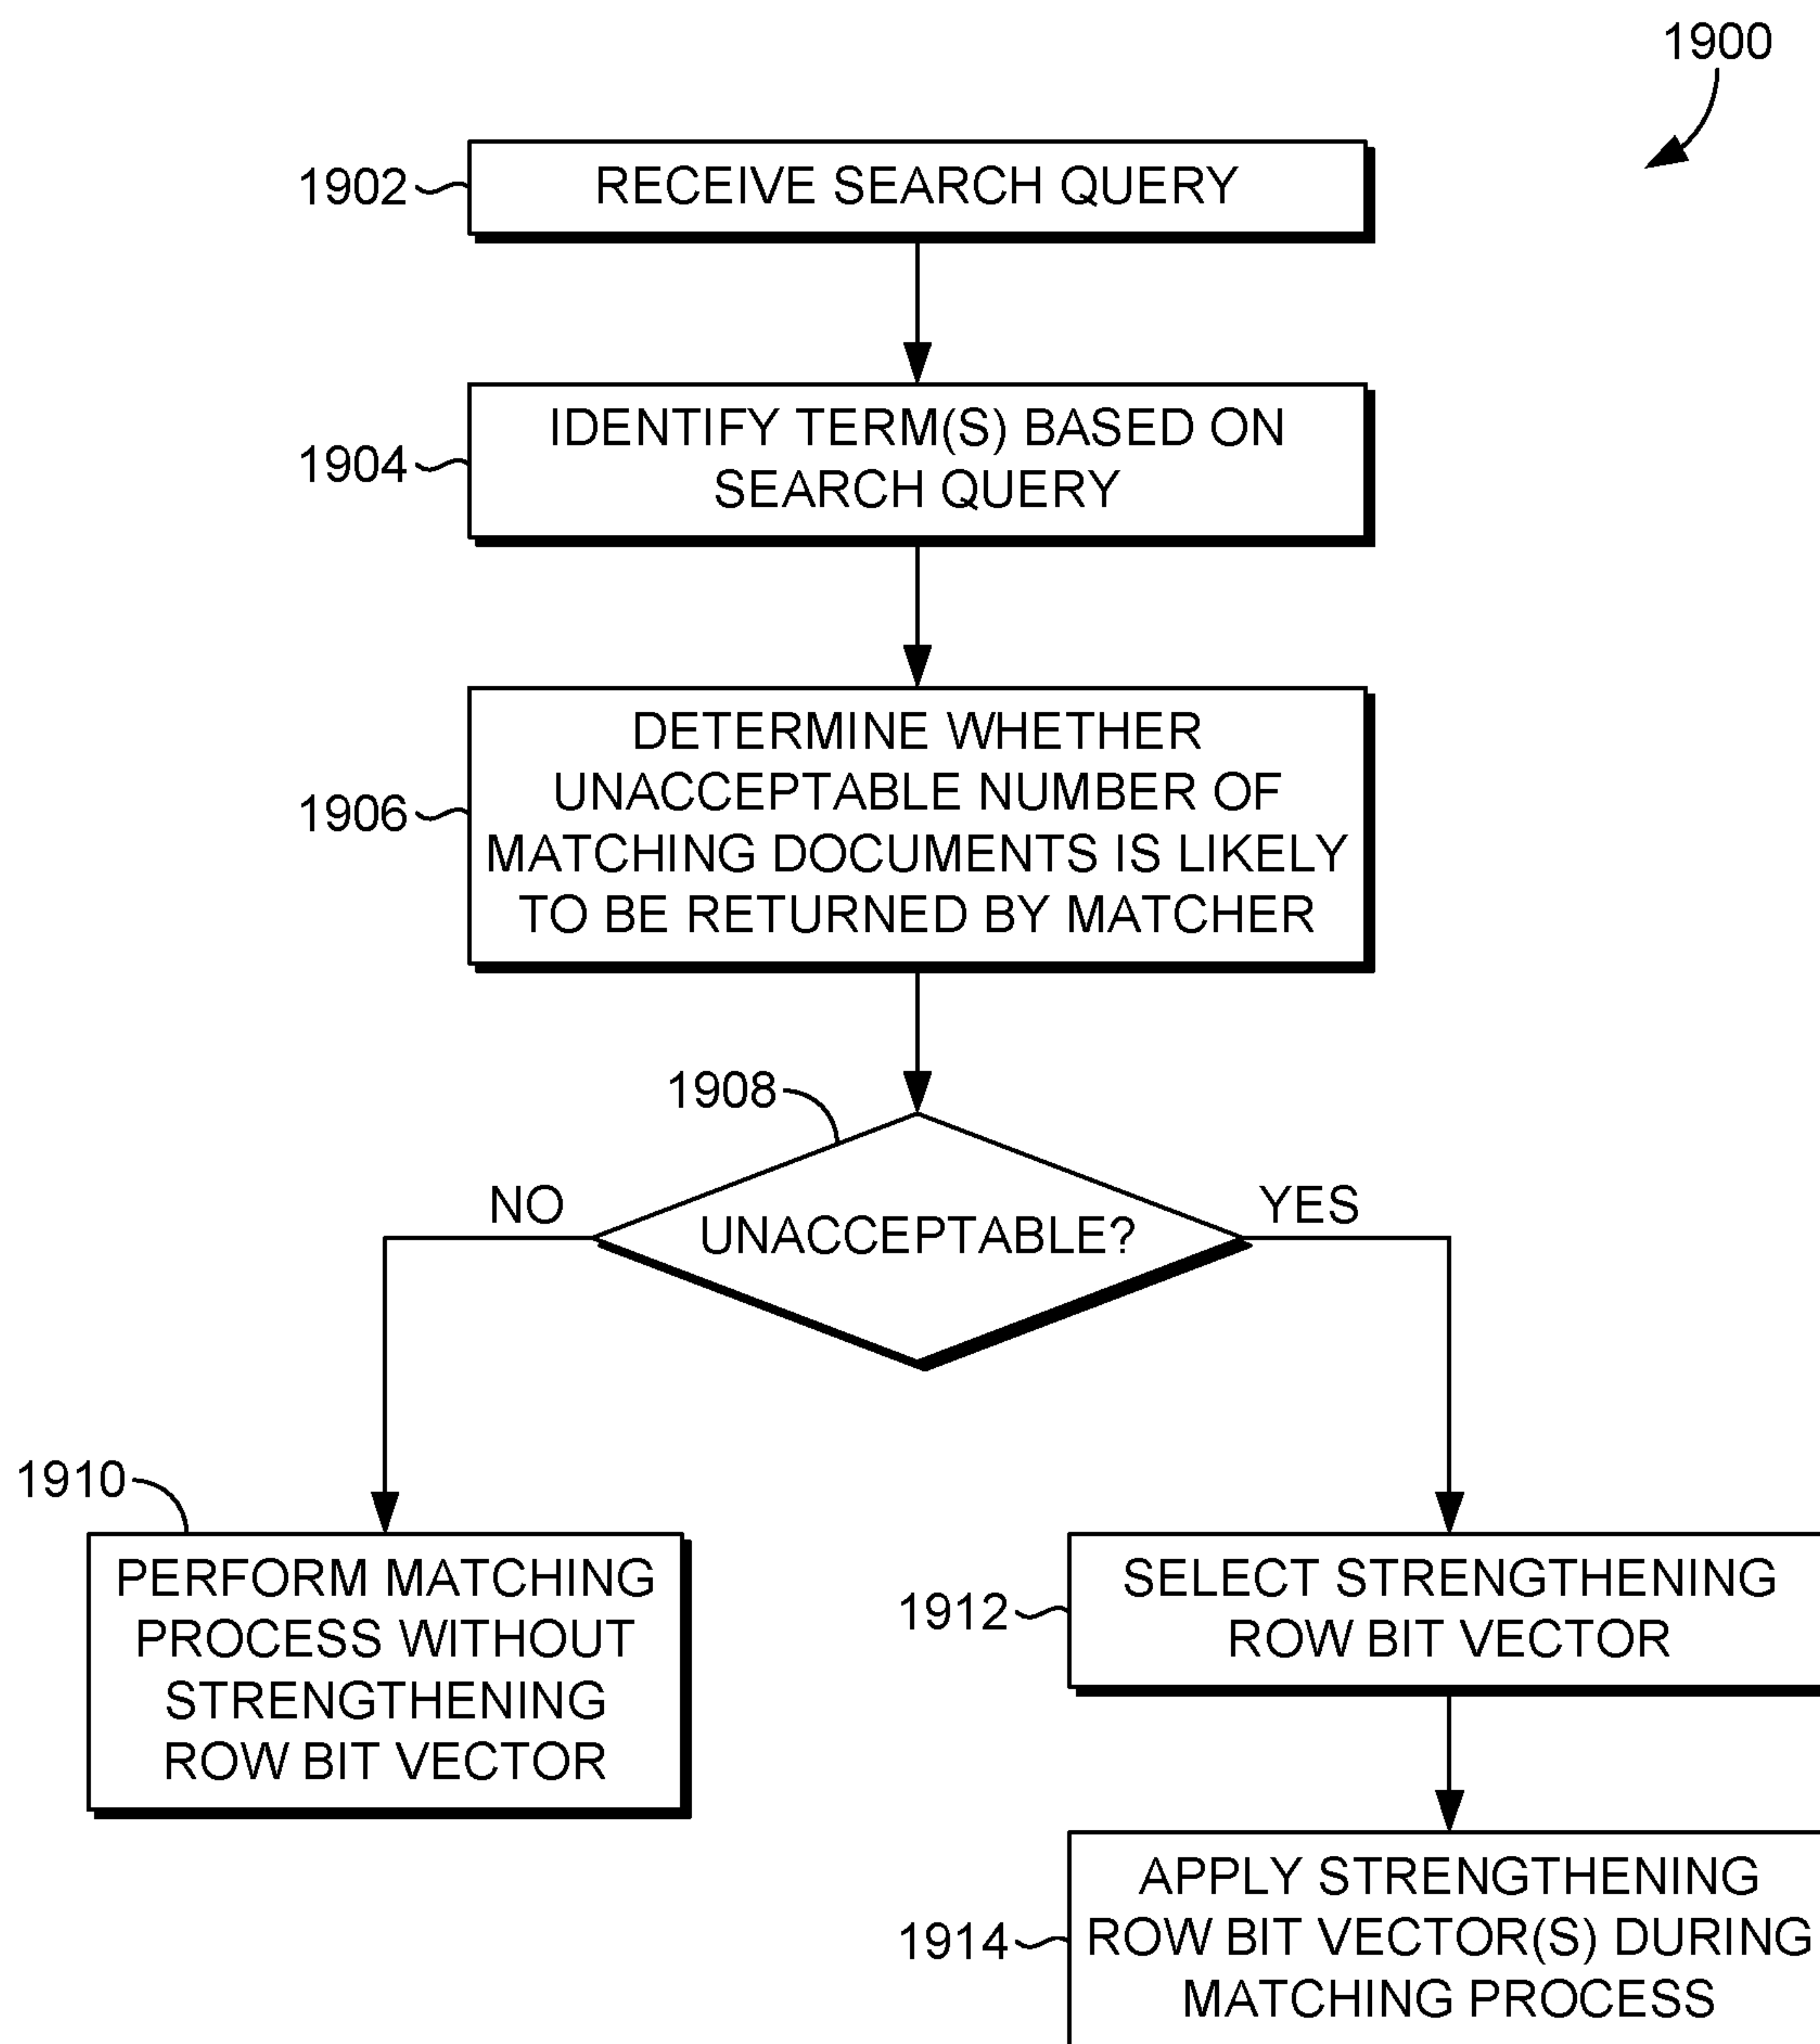 1900
1902
RECEIVE SEARCH QUERY
1904
IDENTIFY TERM(S) BASED ON
SEARCH QUERY
1906
DETERMINE WHETHER
UNACCEPTABLE NUMBER OF
MATCHING DOCUMENTS IS LIKELY
TO BE RETURNED BY MATCHER
1908
NO
UNACCEPTABLE?
YES
1910
PERFORM MATCHING
PROCESS WITHOUT
STRENGTHENING
ROW BIT VECTOR
1912
SELECT STRENGTHENING
ROW BIT VECTOR
1914
APPLY STRENGTHENING
ROW BIT VECTOR(S) DURING
MATCHING PROCESS